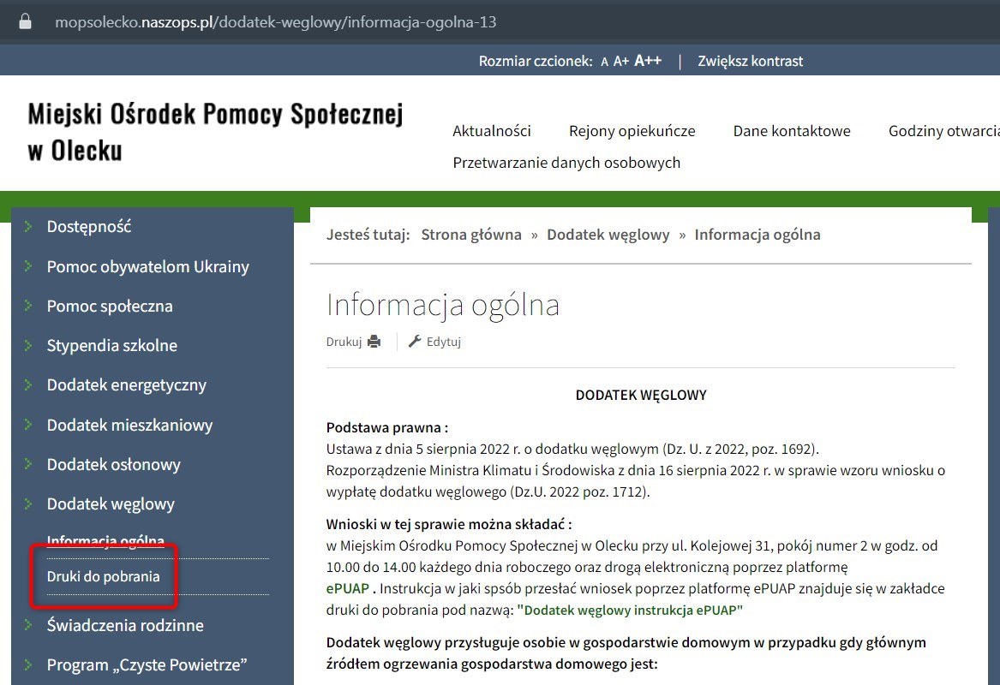 mopsolecko.naszops.pl/dodatek-weglowy/informacja-ogolna-13
Rozmiar czcionek: A A+ A++ | Zwiększ kontrast
Miejski Ośrodek Pomocy Społecznej
w Olecku
Aktualności Rejony opiekuńcze Dane kontaktowe Godziny otwarcia
Przetwarzanie danych osobowych
Dostępność
Pomoc obywatelom Ukrainy
Pomoc społeczna
Stypendia szkolne
Dodatek energetyczny
Dodatek mieszkaniowy
Dodatek osłonowy
Dodatek węglowy
Informacja ogólna
Druki do pobrania
Świadczenia rodzinne
Program „Czyste Powietrze”
Jesteś tutaj: Strona główna » Dodatek węglowy » Informacja ogólna
Informacja ogólna
Drukuj Edytuj
DODATEK WĘGLOWY
Podstawa prawna :
Ustawa z dnia 5 sierpnia 2022 r. o dodatku węglowym (Dz. U. z 2022, poz. 1692).
Rozporządzenie Ministra Klimatu i Środowiska z dnia 16 sierpnia 2022 r. w sprawie wzoru wniosku o
wypłatę dodatku węglowego (Dz.U. 2022 poz. 1712).
Wnioski w tej sprawie można składać :
w Miejskim Ośrodku Pomocy Społecznej w Olecku przy ul. Kolejowej 31, pokój numer 2 w godz. od
10.00 do 14.00 każdego dnia roboczego oraz drogą elektroniczną poprzez platformę
ePUAP . Instrukcja w jaki spsób przesłać wniosek poprzez platformę ePUAP znajduje się w zakładce
druki do pobrania pod nazwą: "Dodatek węglowy instrukcja ePUAP"
Dodatek węglowy przysługuje osobie w gospodarstwie domowym w przypadku gdy głównym
źródłem ogrzewania gospodarstwa domowego jest: